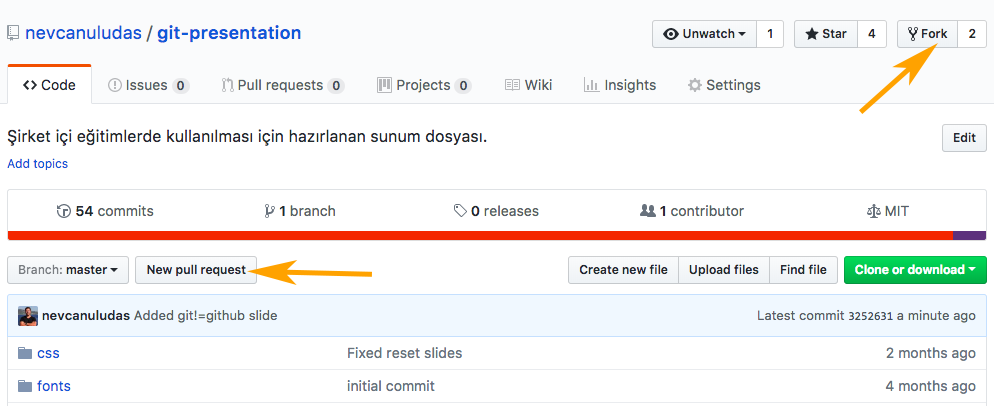 nevcanuludas / git-presentation
Unwatch 1 Star 4 Fork 2
Code Issues 0 Pull requests 0 Projects 0 Wiki Insights Settings
Şirket içi eğitimlerde kullanılması için hazırlanan sunum dosyası.
Edit
Add topics
54 commits 1 branch 0 releases 1 contributor MIT
Branch: master New pull request Create new file Upload files Find file Clone or download
nevcanuludas Added git!=github slide Latest commit 3252631 a minute ago
css Fixed reset slides 2 months ago
fonts initial commit 4 months ago